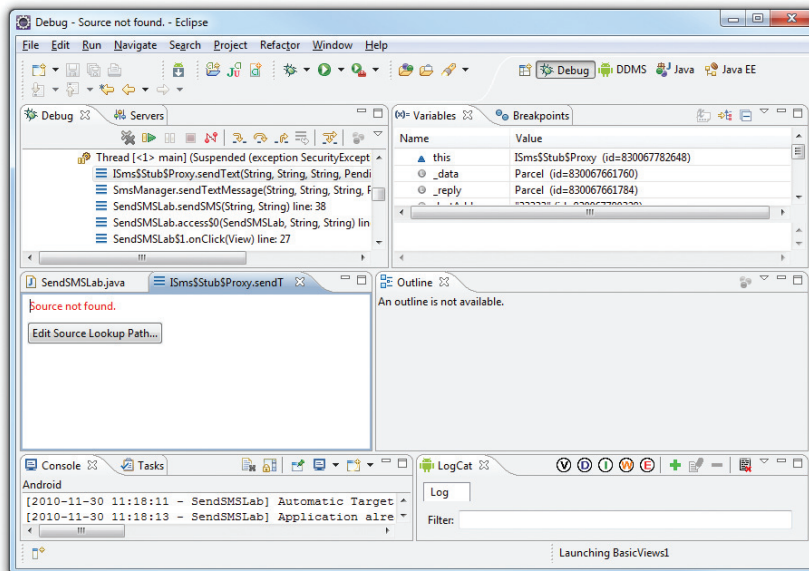 Debug - Source not found. - Eclipse
File Edit Run Navigate Search Project Refactor Window Help
Debug DDMS Java Java EE
Debug Servers
Thread [<1> main] (Suspended (exception SecurityExcept
ISms$Stub$Proxy.sendText(String, String, String, Pendi
SmsManager.sendTextMessage(String, String, String, P
SendSMSLab.sendSMS(String, String) line: 38
SendSMSLab.access$0(SendSMSLab, String, String) lin
SendSMSLab$1.onClick(View) line: 27
(x)= Variables Breakpoints
Name Value
this ISms$Stub$Proxy (id=830067782648)
_data Parcel (id=830067661760)
_reply Parcel (id=830067661784)
SendSMSLab.java ISms$Stub$Proxy.sendT
Source not found.
Edit Source Lookup Path...
Outline
An outline is not available.
Console Tasks
Android
[2010-11-30 11:18:11 - SendSMSLab] Automatic Target
[2010-11-30 11:18:13 - SendSMSLab] Application alre
LogCat V D I W E
Log
Filter:
Launching BasicViews1